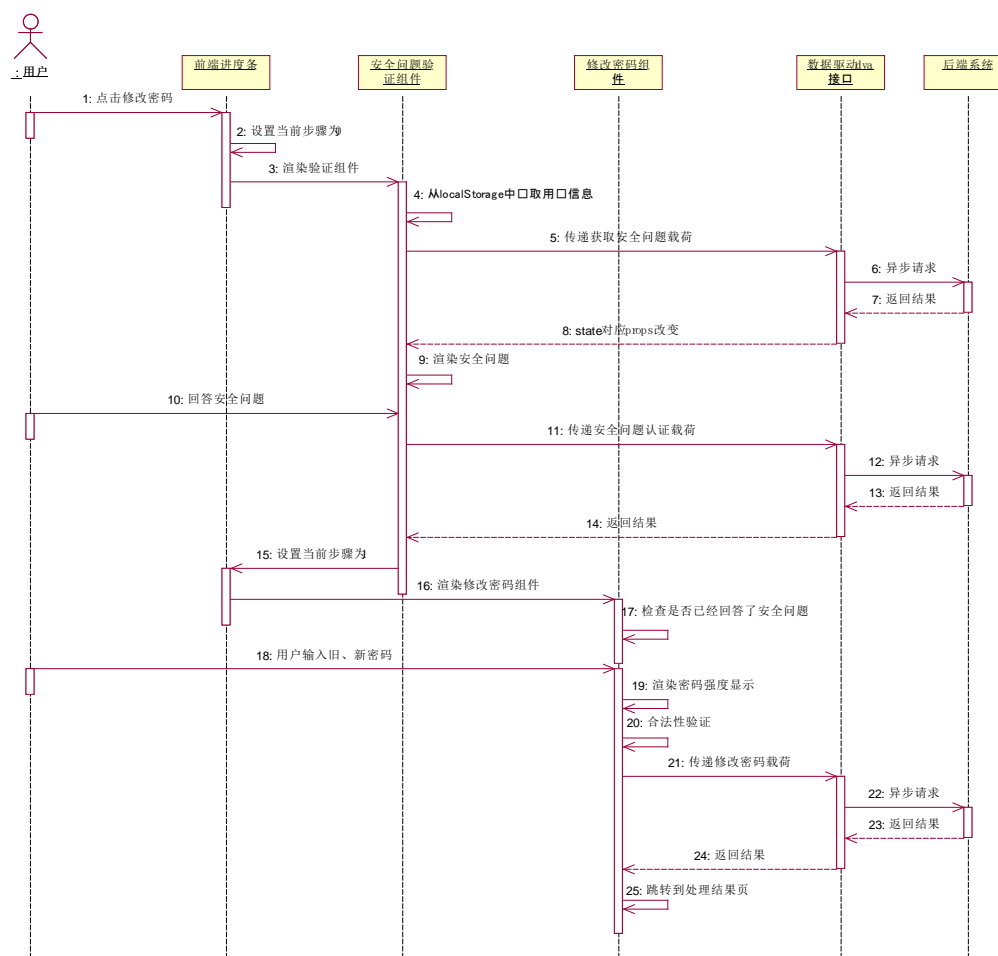 : 用户
前端进度条
安全问题验
证组件
修改密码组
件
数据驱动dva
接口
后端系统
1: 点击修改密码
2: 设置当前步骤为0
3: 渲染验证组件
4: 从localStorage中口取用口信息
5: 传递获取安全问题载荷
6: 异步请求
7: 返回结果
8: state对应props改变
9: 渲染安全问题
10: 回答安全问题
11: 传递安全问题认证载荷
12: 异步请求
13: 返回结果
14: 返回结果
15: 设置当前步骤为1
16: 渲染修改密码组件
17: 检查是否已经回答了安全问题
18: 用户输入旧、新密码
19: 渲染密码强度显示
20: 合法性验证
21: 传递修改密码载荷
22: 异步请求
23: 返回结果
24: 返回结果
25: 跳转到处理结果页